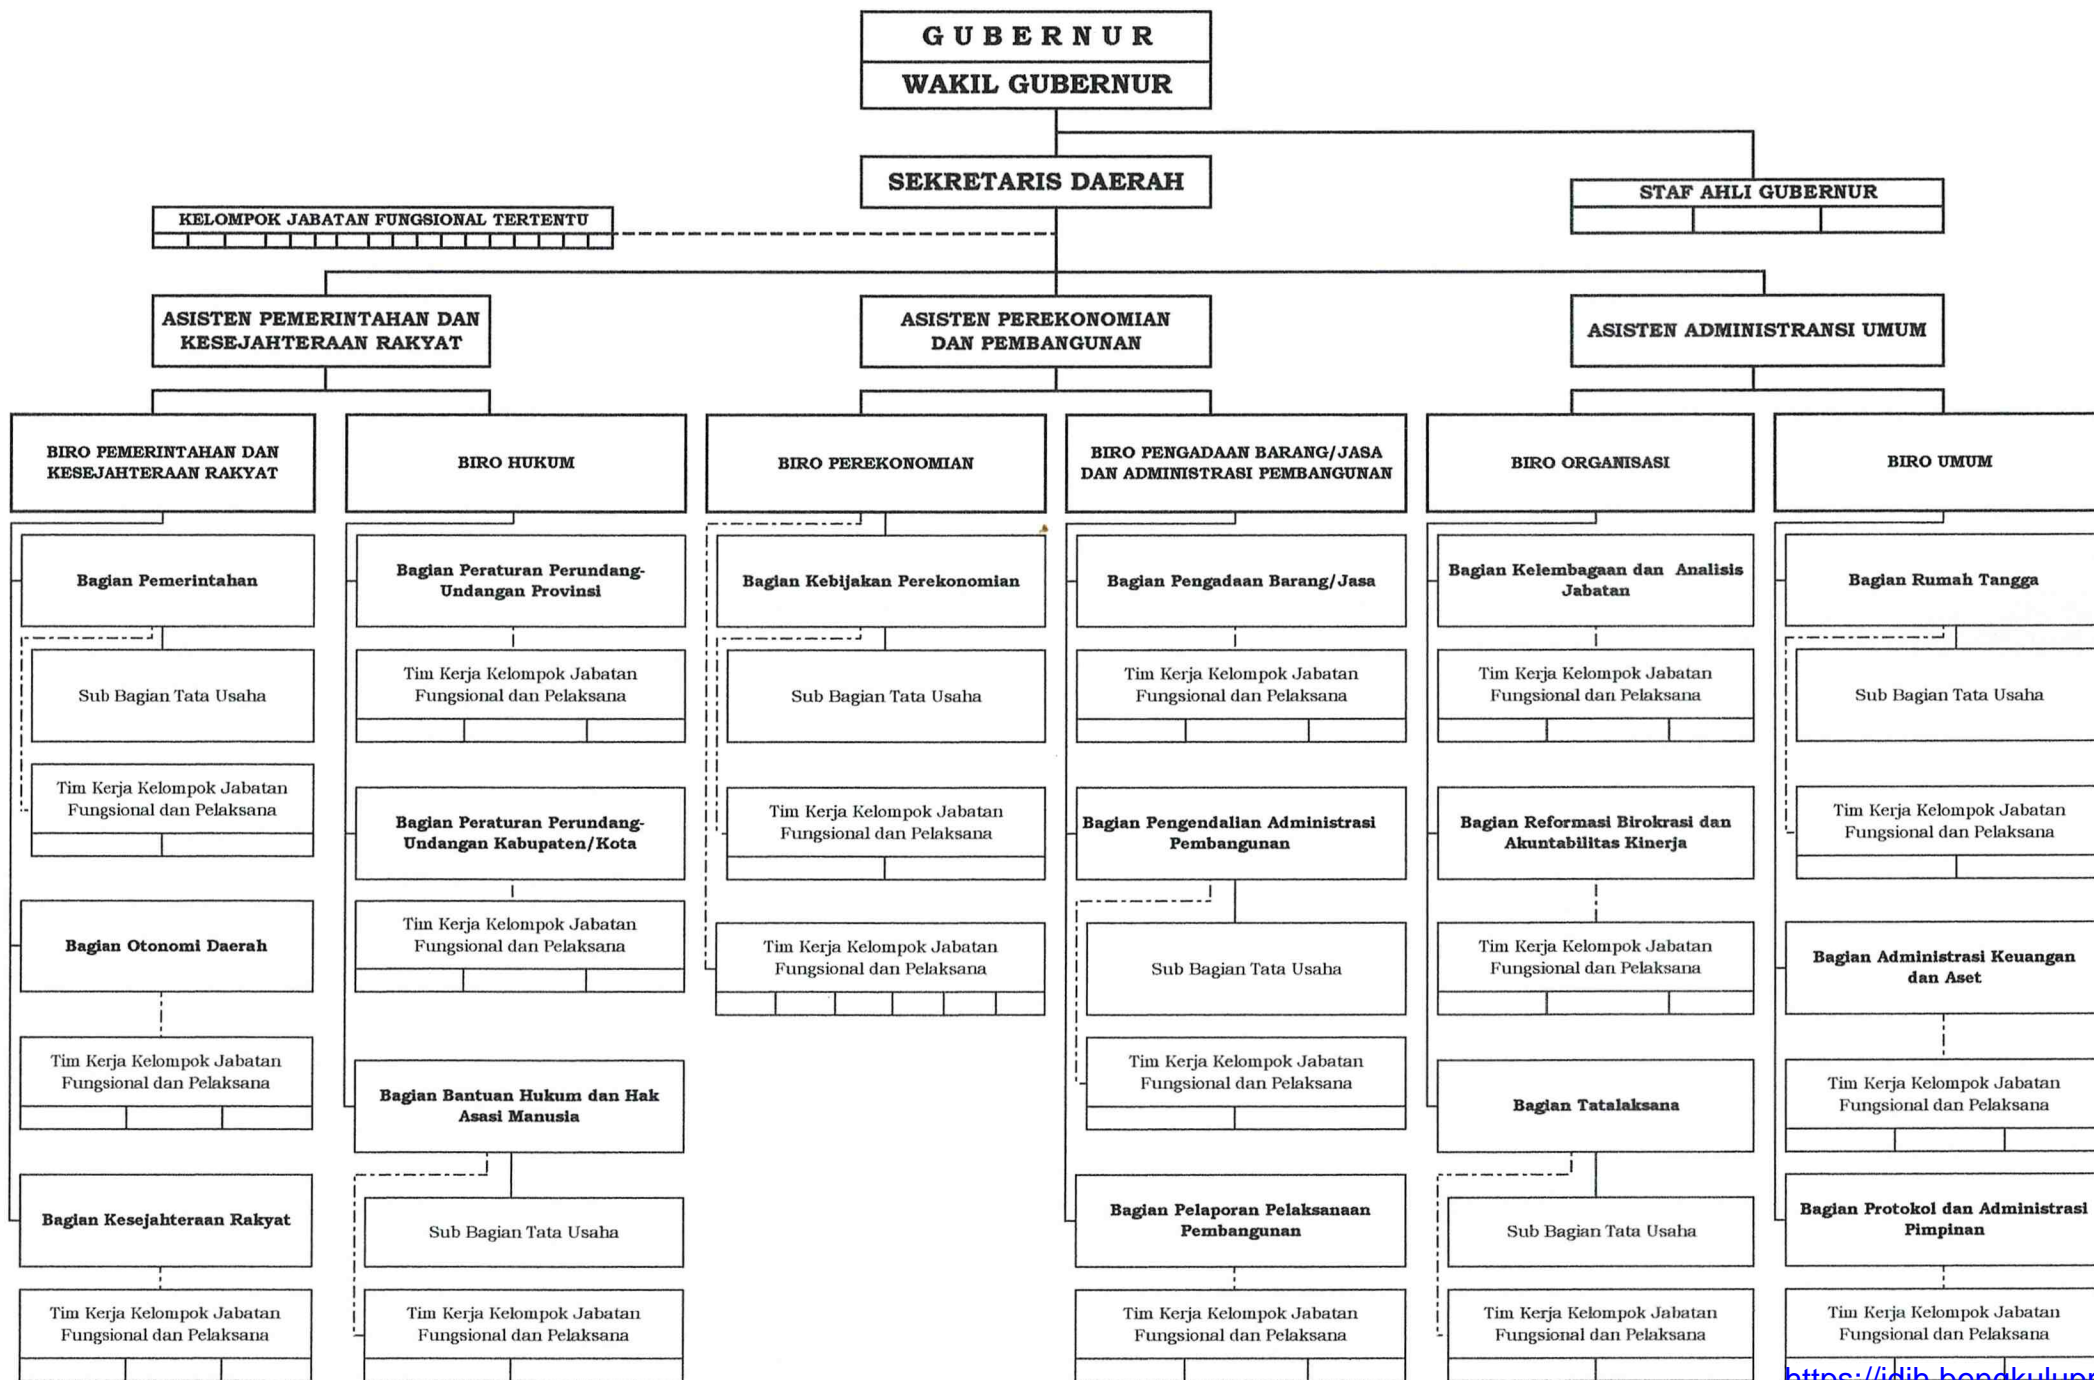 G U B E R N U R
WAKIL GUBERNUR
SEKRETARIS DAERAH
STAF AHLI GUBERNUR
KELOMPOK JABATAN FUNGSIONAL TERTENTU
ASISTEN PEMERINTAHAN DAN
KESEJAHTERAAN RAKYAT
ASISTEN PEREKONOMIAN
DAN PEMBANGUNAN
ASISTEN ADMINISTRANSI UMUM
BIRO PEMERINTAHAN DAN
KESEJAHTERAAN RAKYAT
Bagian Pemerintahan
Sub Bagian Tata Usaha
Tim Kerja Kelompok Jabatan
Fungsional dan Pelaksana
Bagian Otonomi Daerah
Tim Kerja Kelompok Jabatan
Fungsional dan Pelaksana
Bagian Kesejahteraan Rakyat
Tim Kerja Kelompok Jabatan
Fungsional dan Pelaksana
BIRO HUKUM
Bagian Peraturan Perundang-
Undangan Provinsi
Tim Kerja Kelompok Jabatan
Fungsional dan Pelaksana
Bagian Peraturan Perundang-
Undangan Kabupaten/Kota
Tim Kerja Kelompok Jabatan
Fungsional dan Pelaksana
Bagian Bantuan Hukum dan Hak
Asasi Manusia
Sub Bagian Tata Usaha
Tim Kerja Kelompok Jabatan
Fungsional dan Pelaksana
BIRO PEREKONOMIAN
Bagian Kebijakan Perekonomian
Sub Bagian Tata Usaha
Tim Kerja Kelompok Jabatan
Fungsional dan Pelaksana
Tim Kerja Kelompok Jabatan
Fungsional dan Pelaksana
BIRO PENGADAAN BARANG/JASA
DAN ADMINISTRASI PEMBANGUNAN
Bagian Pengadaan Barang/Jasa
Tim Kerja Kelompok Jabatan
Fungsional dan Pelaksana
Bagian Pengendalian Administrasi
Pembangunan
Sub Bagian Tata Usaha
Tim Kerja Kelompok Jabatan
Fungsional dan Pelaksana
Bagian Pelaporan Pelaksanaan
Pembangunan
Tim Kerja Kelompok Jabatan
Fungsional dan Pelaksana
BIRO ORGANISASI
Bagian Kelembagaan dan Analisis
Jabatan
Tim Kerja Kelompok Jabatan
Fungsional dan Pelaksana
Bagian Reformasi Birokrasi dan
Akuntabilitas Kinerja
Tim Kerja Kelompok Jabatan
Fungsional dan Pelaksana
Bagian Tatalaksana
Sub Bagian Tata Usaha
Tim Kerja Kelompok Jabatan
Fungsional dan Pelaksana
BIRO UMUM
Bagian Rumah Tangga
Sub Bagian Tata Usaha
Tim Kerja Kelompok Jabatan
Fungsional dan Pelaksana
Bagian Administrasi Keuangan
dan Aset
Tim Kerja Kelompok Jabatan
Fungsional dan Pelaksana
Bagian Protokol dan Administrasi
Pimpinan
Tim Kerja Kelompok Jabatan
Fungsional dan Pelaksana